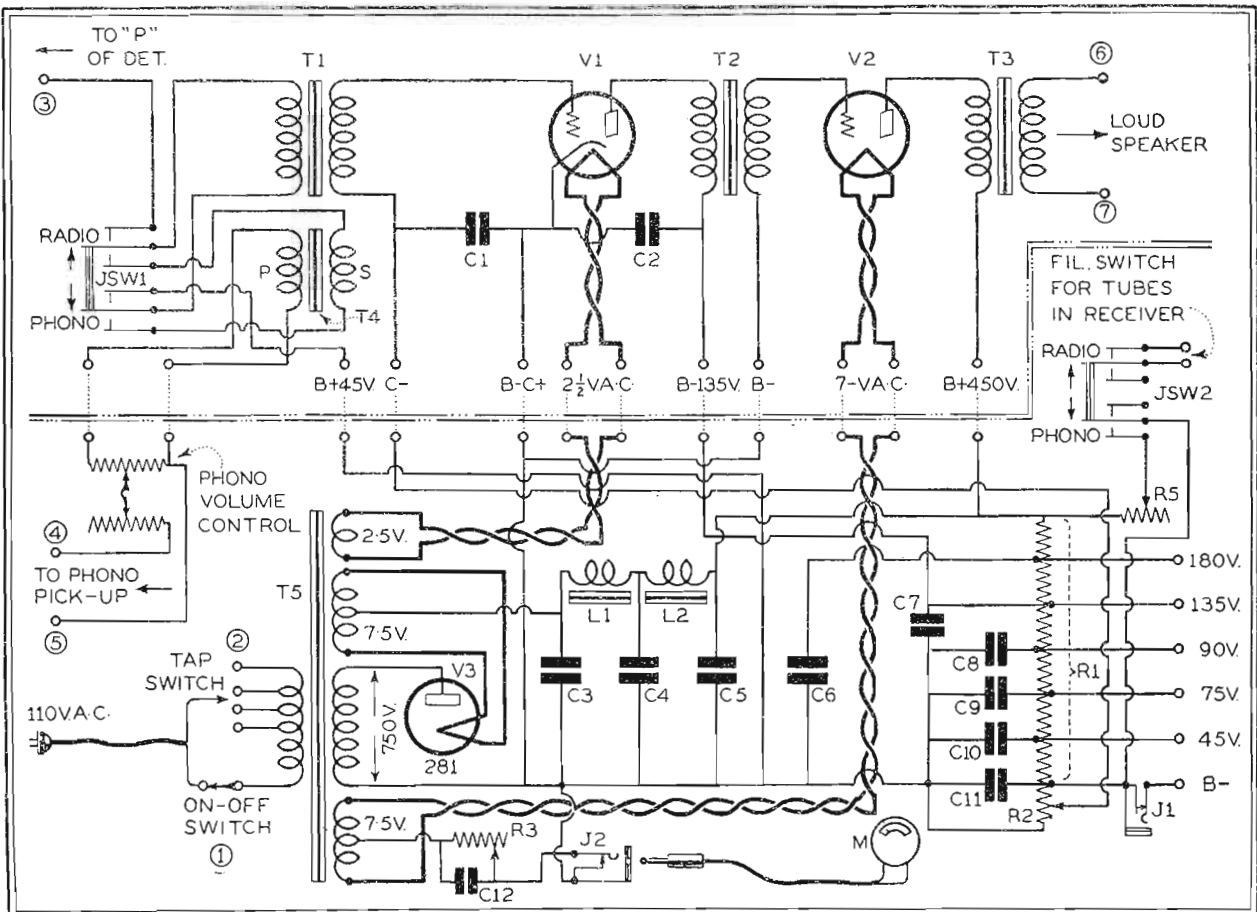 TO "P"
OF DET.
③
T1
V1
T2
V2
T3
⑥
LOUD
SPEAKER
⑦
RADIO
JSW1
PHONO
P
S
T4
C1
C2
FIL. SWITCH
FOR TUBES
IN RECEIVER
RADIO
JSW2
PHONO
B+45V. C-
B-C+
2½VA.C.
B-135V.
B-
7-VA.C.
B+450V.
PHONO
VOLUME
CONTROL
④
TO PHONO
PICK-UP
⑤
2.5V.
T5
7.5V.
L1
L2
R5
180V.
135V.
90V.
75V.
45V.
B-
C7
C8
C9
C10
C11
R1
R2
J1
②
TAP
SWITCH
110V.A.C.
ON-OFF
SWITCH
①
750V.
V3
281
C3
C4
C5
C6
7.5V.
R3
C12
J2
M